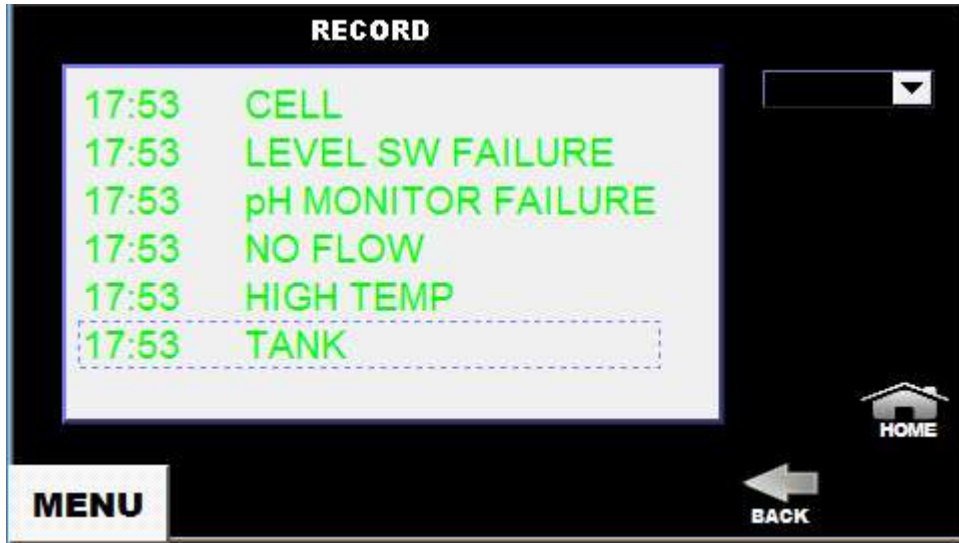 RECORD
17:53 CELL
17:53 LEVEL SW FAILURE
17:53 pH MONITOR FAILURE
17:53 NO FLOW
17:53 HIGH TEMP
17:53 TANK
HOME
MENU
BACK